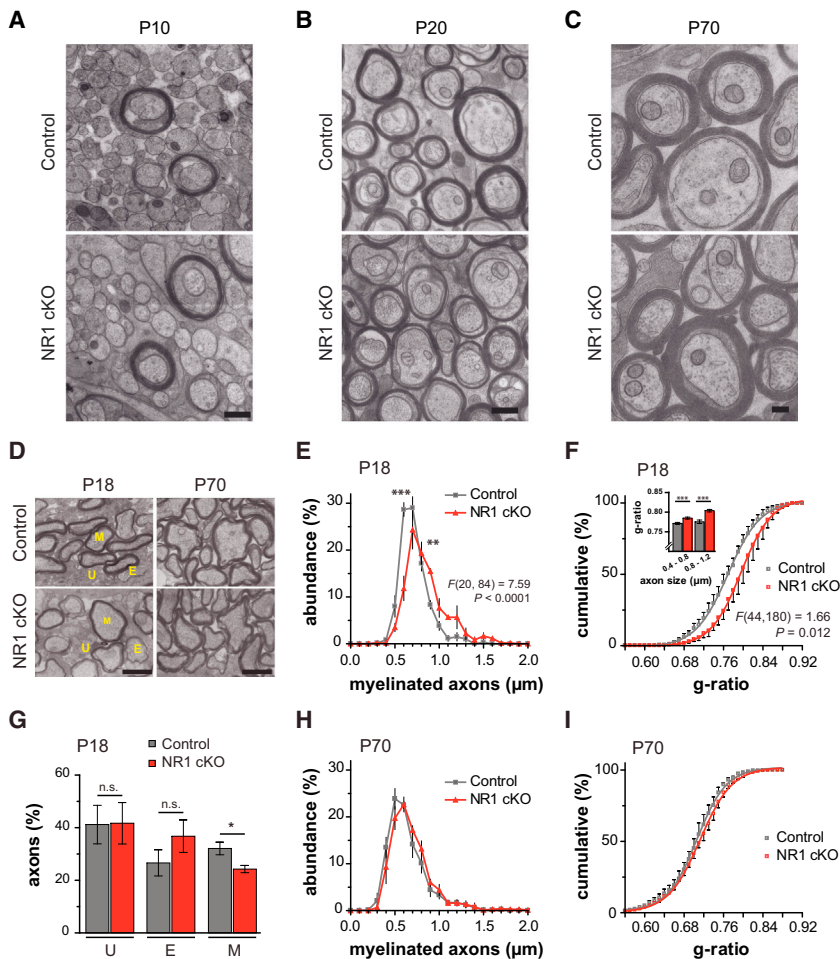 A
P10
Control
NR1 cKO
B
P20
Control
NR1 cKO
C
P70
Control
NR1 cKO
D
P18
P70
Control
NR1 cKO
M
U
E
M
U
E
E
P18
Control
NR1 cKO
***
**
F(20, 84) = 7.59
P < 0.0001
abundance (%)
30
20
10
0
0.0 0.5 1.0 1.5 2.0
myelinated axons (µm)
F
P18
g-ratio
0.85
0.80
0.75
*** ***
0.4 - 0.8
0.8 - 1.2
axon size (µm)
Control
NR1 cKO
F(44,180) = 1.66
P = 0.012
cumulative (%)
100
50
0
0.60 0.68 0.76 0.84 0.92
g-ratio
G
P18
Control
NR1 cKO
axons (%)
60
40
20
0
n.s.
n.s.
*
U E M
H
P70
Control
NR1 cKO
abundance (%)
30
20
10
0
0.0 0.5 1.0 1.5 2.0
myelinated axons (µm)
I
P70
Control
NR1 cKO
cumulative (%)
100
50
0
0.60 0.68 0.76 0.84 0.92
g-ratio